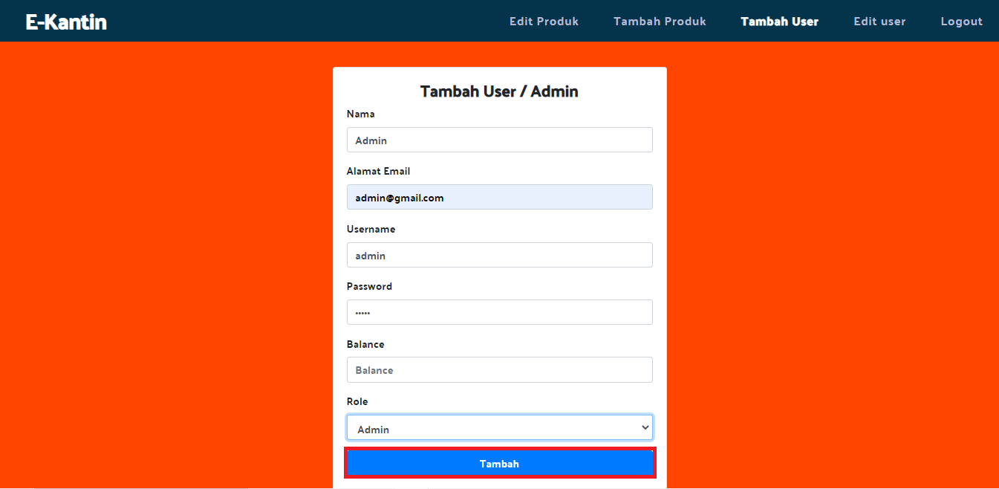 E-Kantin Edit Produk Tambah Produk Tambah User Edit user Logout
Tambah User / Admin
Nama
Admin
Alamat Email
admin@gmail.com
Username
admin
Password
•••••
Balance
Balance
Role
Admin
Tambah